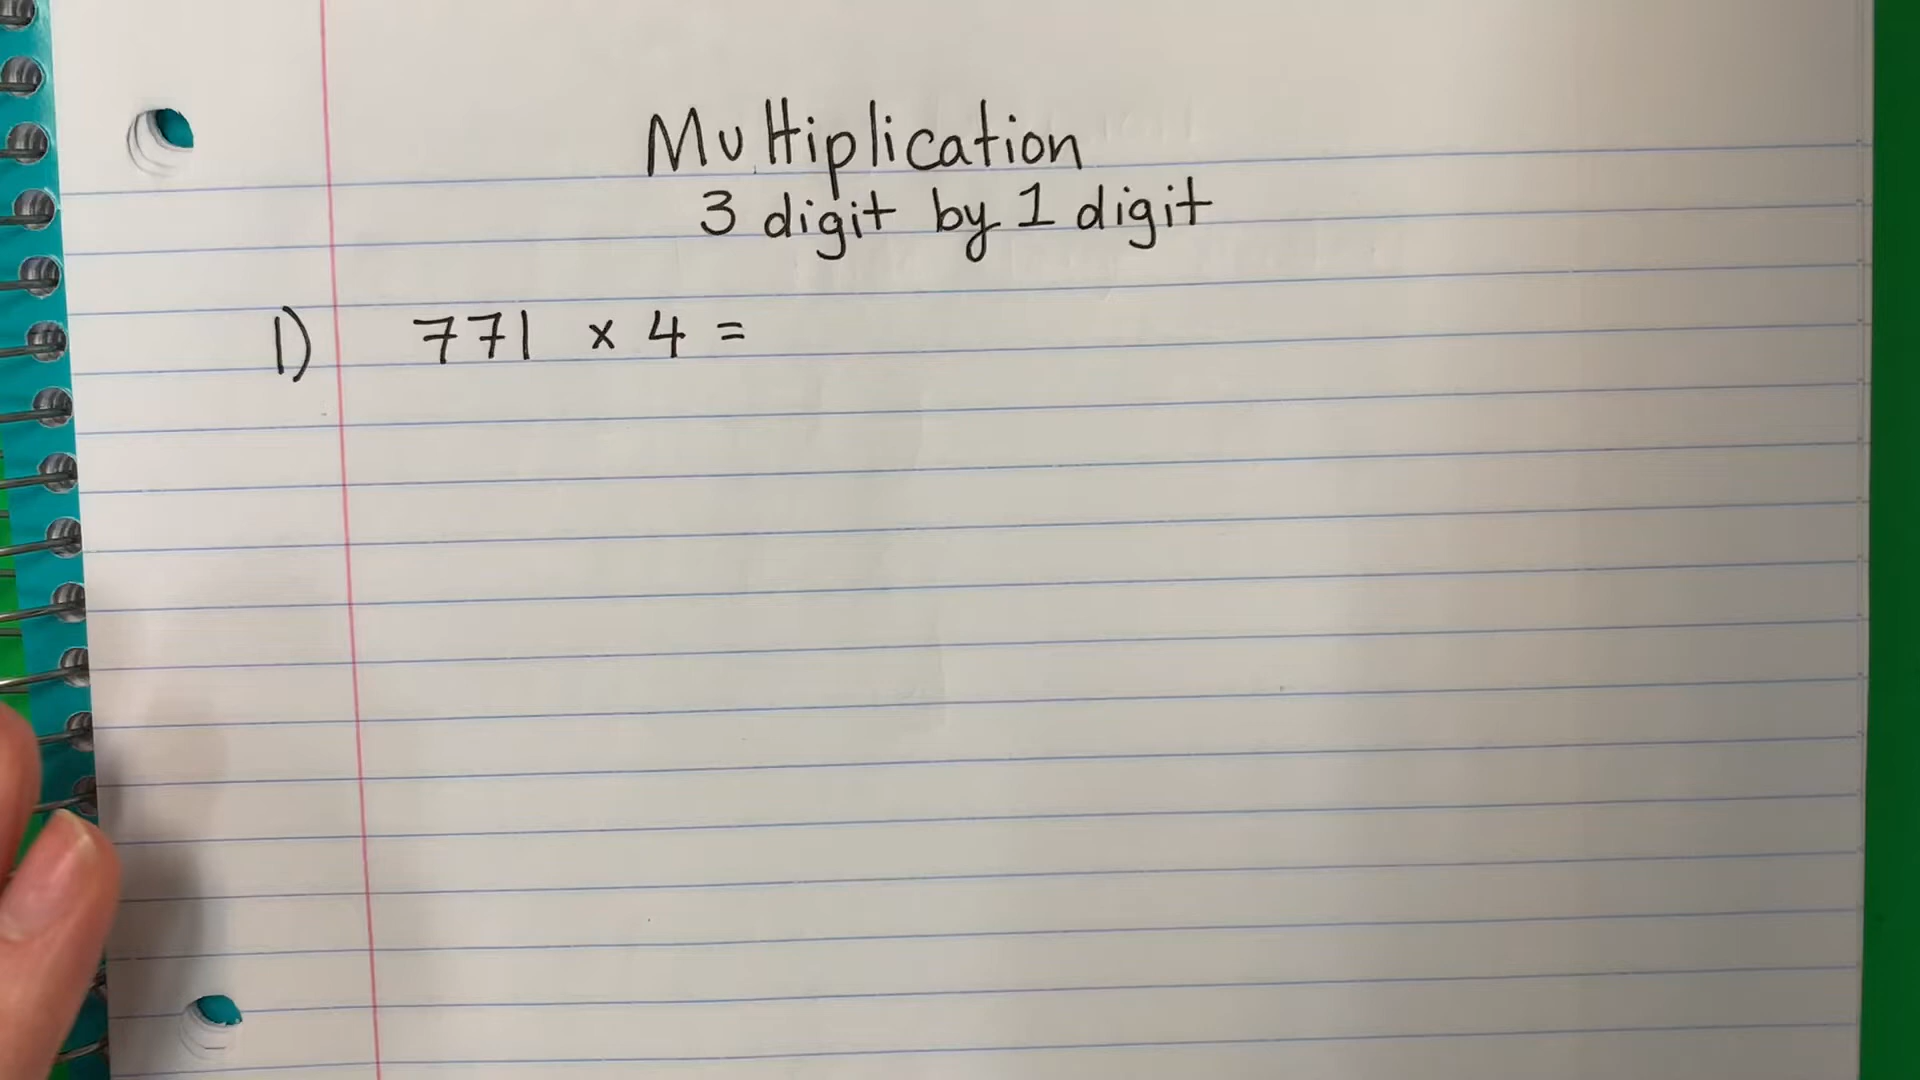 Multiplication
3 digit by 1 digit
1) 771 x 4 =